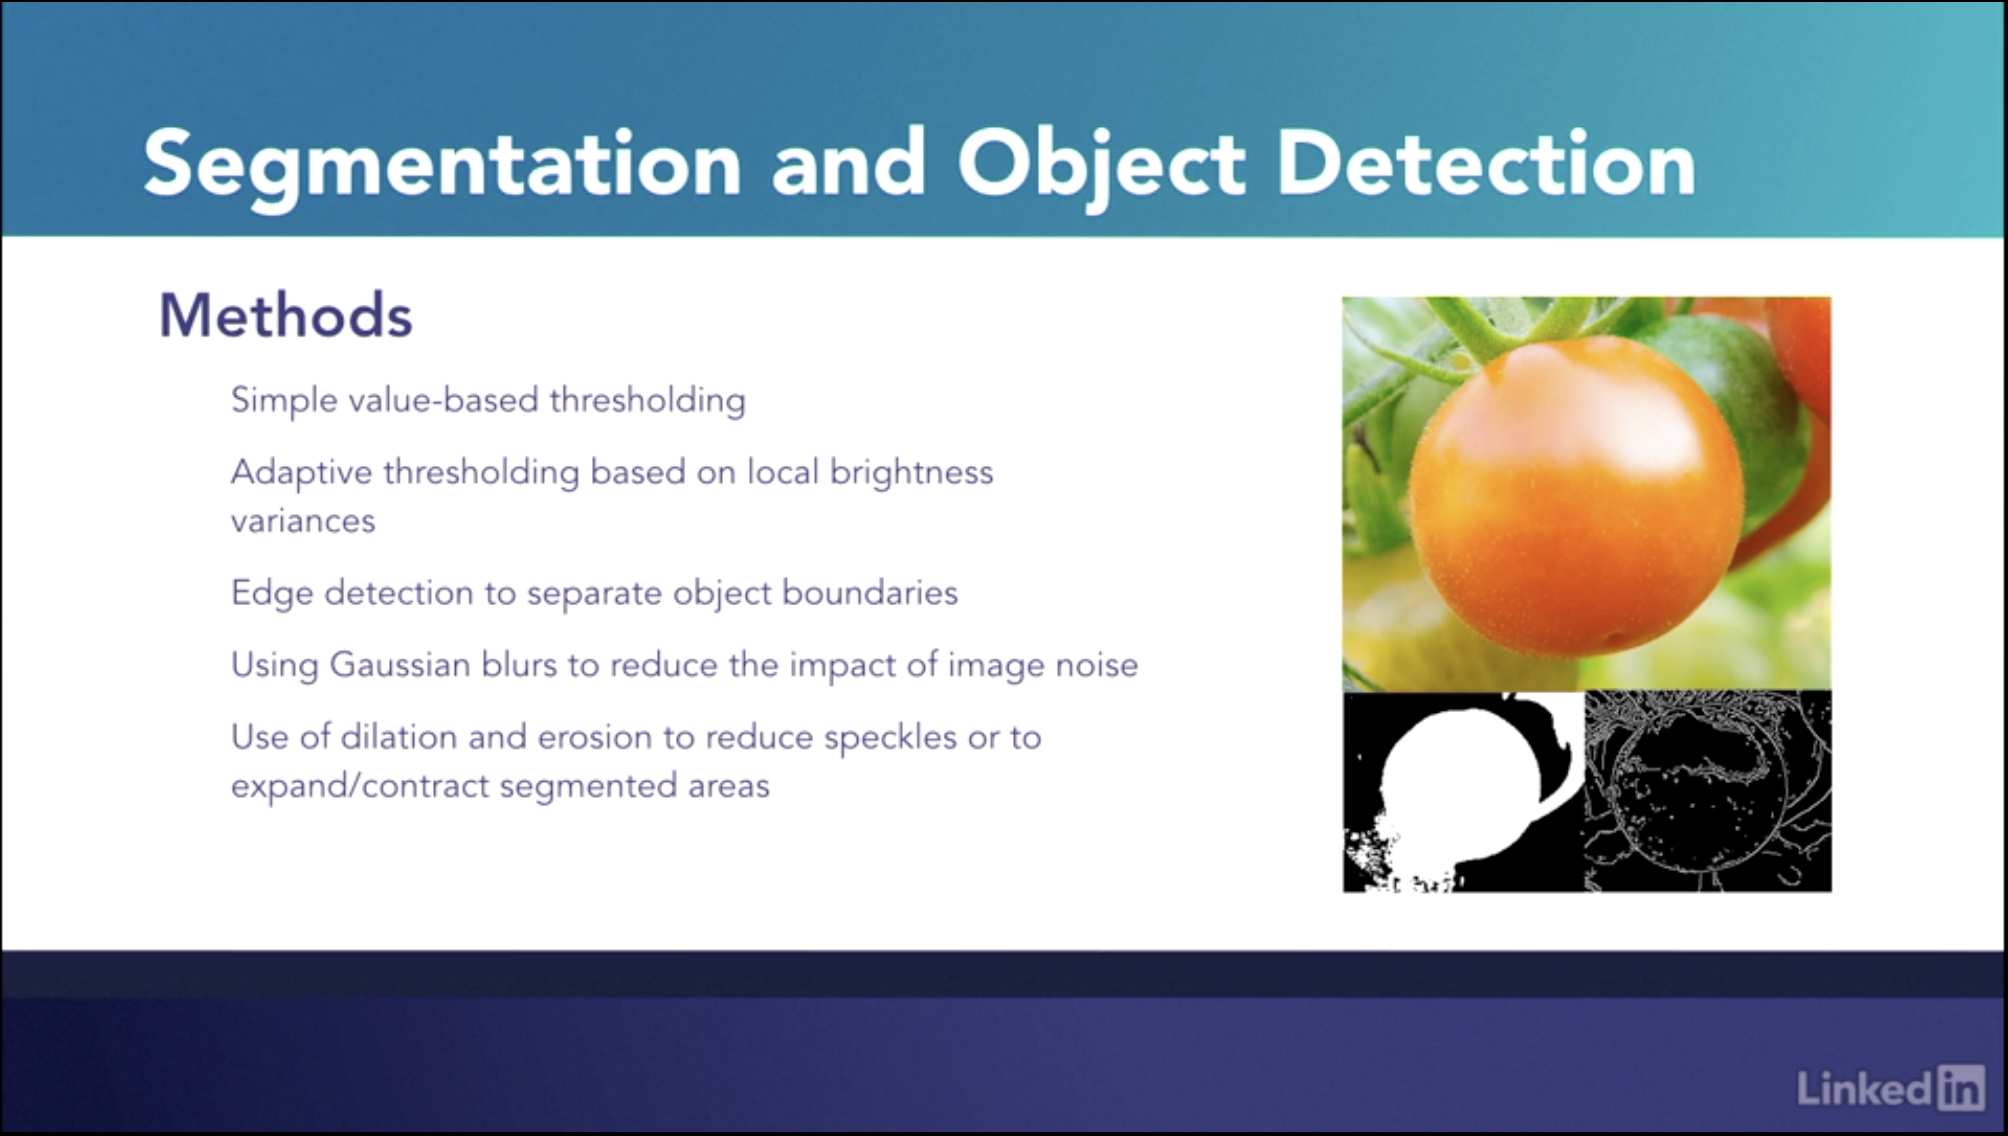 Segmentation and Object Detection
Methods
Simple value-based thresholding
Adaptive thresholding based on local brightness
variances
Edge detection to separate object boundaries
Using Gaussian blurs to reduce the impact of image noise
Use of dilation and erosion to reduce speckles or to
expand/contract segmented areas
Linked in